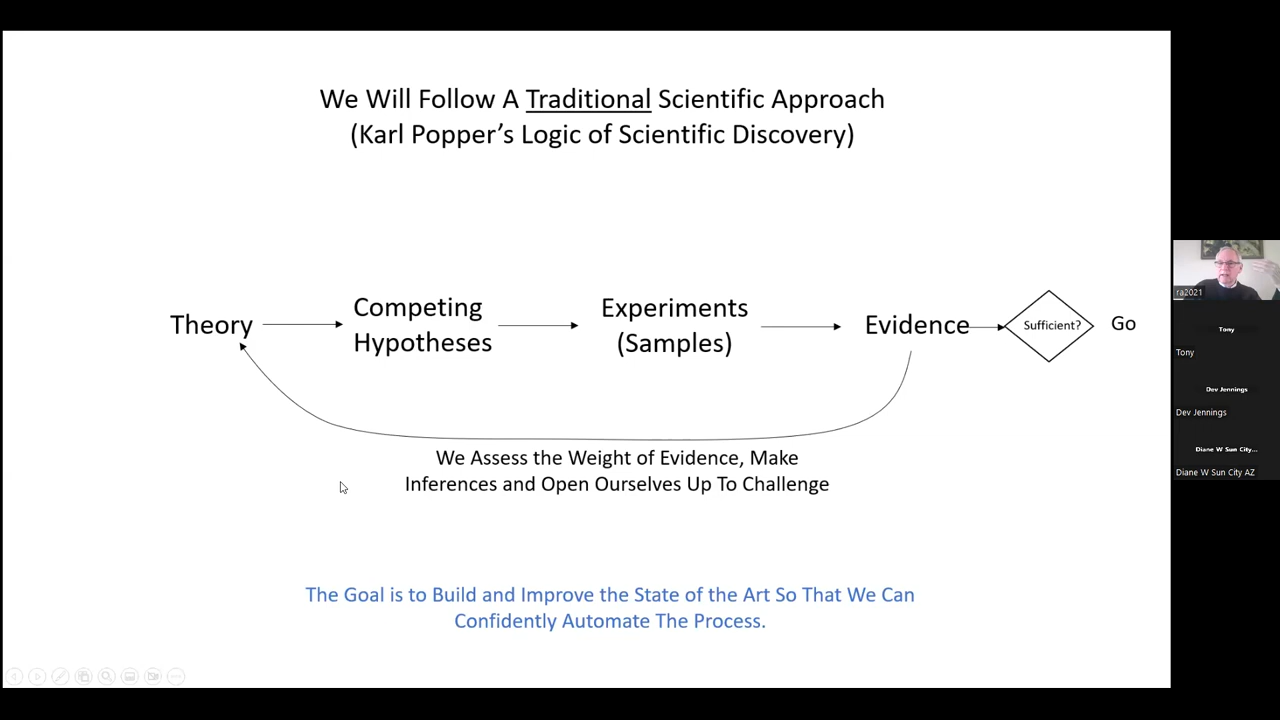 We Will Follow A Traditional Scientific Approach
(Karl Popper's Logic of Scientific Discovery)
Theory
Competing
Hypotheses
Experiments
(Samples)
Evidence
Sufficient?
Go
We Assess the Weight of Evidence, Make
Inferences and Open Ourselves Up To Challenge
The Goal is to Build and Improve the State of the Art So That We Can
Confidently Automate The Process.
ra2021
Tony
Tony
Dev Jennings
Dev Jennings
Diane W Sun City...
Diane W Sun City AZ